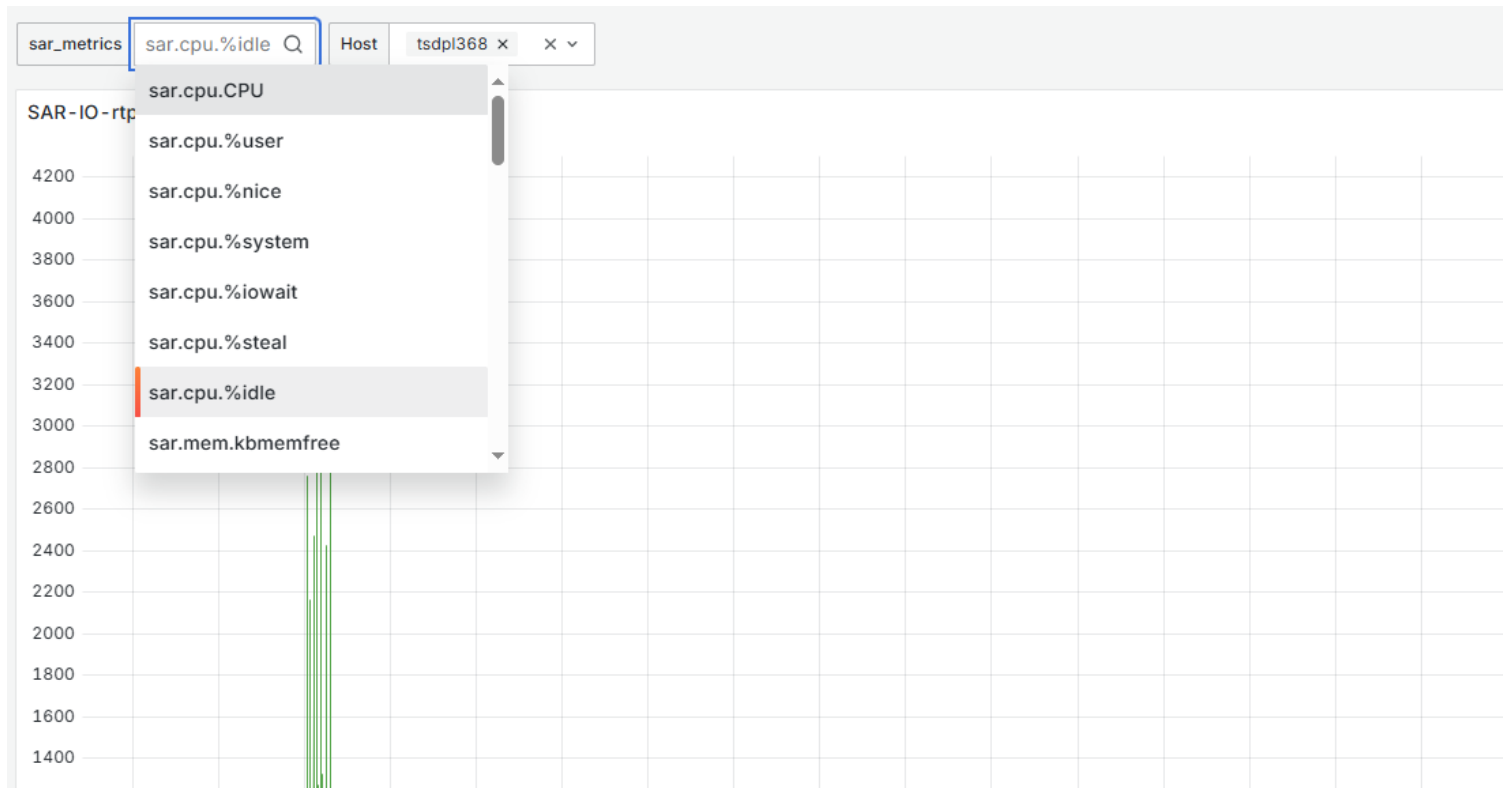 sar_metrics sar.cpu.%idle Host tsdpl368
sar.cpu.CPU
SAR-IO-rtp
sar.cpu.%user
4200
sar.cpu.%nice
4000
sar.cpu.%system
3800
sar.cpu.%iowait
3600
sar.cpu.%steal
3400
3200
sar.cpu.%idle
3000
sar.mem.kbmemfree
2800
2600
2400
2200
2000
1800
1600
1400